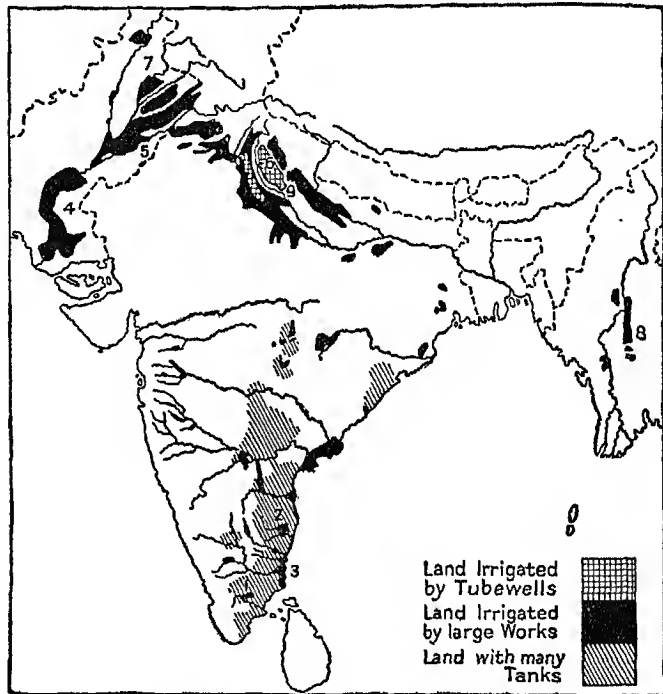 7
5
6
9
4
8
2
3
Land Irrigated
by Tubewells
Land Irrigated
by large Works
Land with many
Tanks